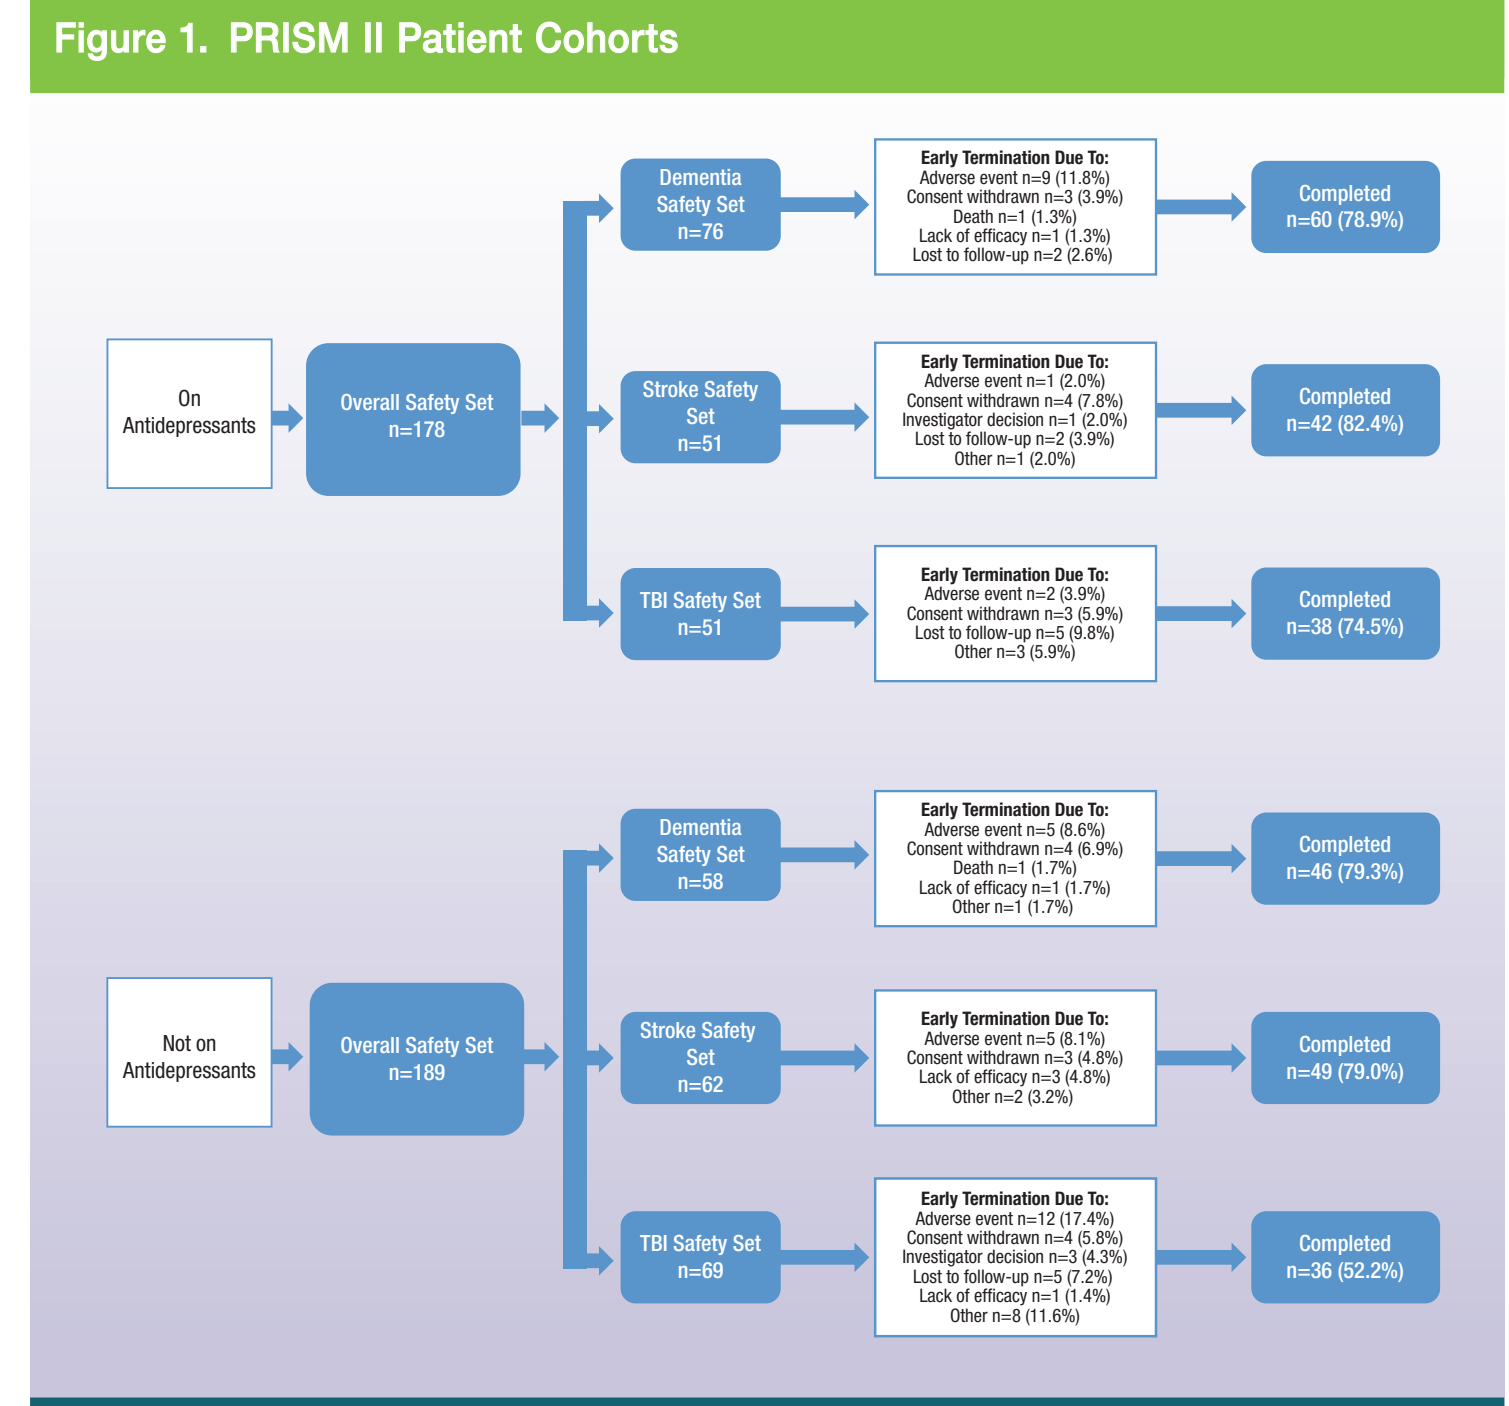 Figure 1. PRISM II Patient Cohorts
On
Antidepressants
Overall Safety Set
n=178
Dementia
Safety Set
n=76
Early Termination Due To:
Adverse event n=9 (11.8%)
Consent withdrawn n=3 (3.9%)
Death n=1 (1.3%)
Lack of efficacy n=1 (1.3%)
Lost to follow-up n=2 (2.6%)
Completed
n=60 (78.9%)
Stroke Safety
Set
n=51
Early Termination Due To:
Adverse event n=1 (2.0%)
Consent withdrawn n=4 (7.8%)
Investigator decision n=1 (2.0%)
Lost to follow-up n=2 (3.9%)
Other n=1 (2.0%)
Completed
n=42 (82.4%)
TBI Safety Set
n=51
Early Termination Due To:
Adverse event n=2 (3.9%)
Consent withdrawn n=3 (5.9%)
Lost to follow-up n=5 (9.8%)
Other n=3 (5.9%)
Completed
n=38 (74.5%)
Not on
Antidepressants
Overall Safety Set
n=189
Dementia
Safety Set
n=58
Early Termination Due To:
Adverse event n=5 (8.6%)
Consent withdrawn n=4 (6.9%)
Death n=1 (1.7%)
Lack of efficacy n=1 (1.7%)
Other n=1 (1.7%)
Completed
n=46 (79.3%)
Stroke Safety
Set
n=62
Early Termination Due To:
Adverse event n=5 (8.1%)
Consent withdrawn n=3 (4.8%)
Lack of efficacy n=3 (4.8%)
Other n=2 (3.2%)
Completed
n=49 (79.0%)
TBI Safety Set
n=69
Early Termination Due To:
Adverse event n=12 (17.4%)
Consent withdrawn n=4 (5.8%)
Investigator decision n=3 (4.3%)
Lost to follow-up n=5 (7.2%)
Lack of efficacy n=1 (1.4%)
Other n=8 (11.6%)
Completed
n=36 (52.2%)